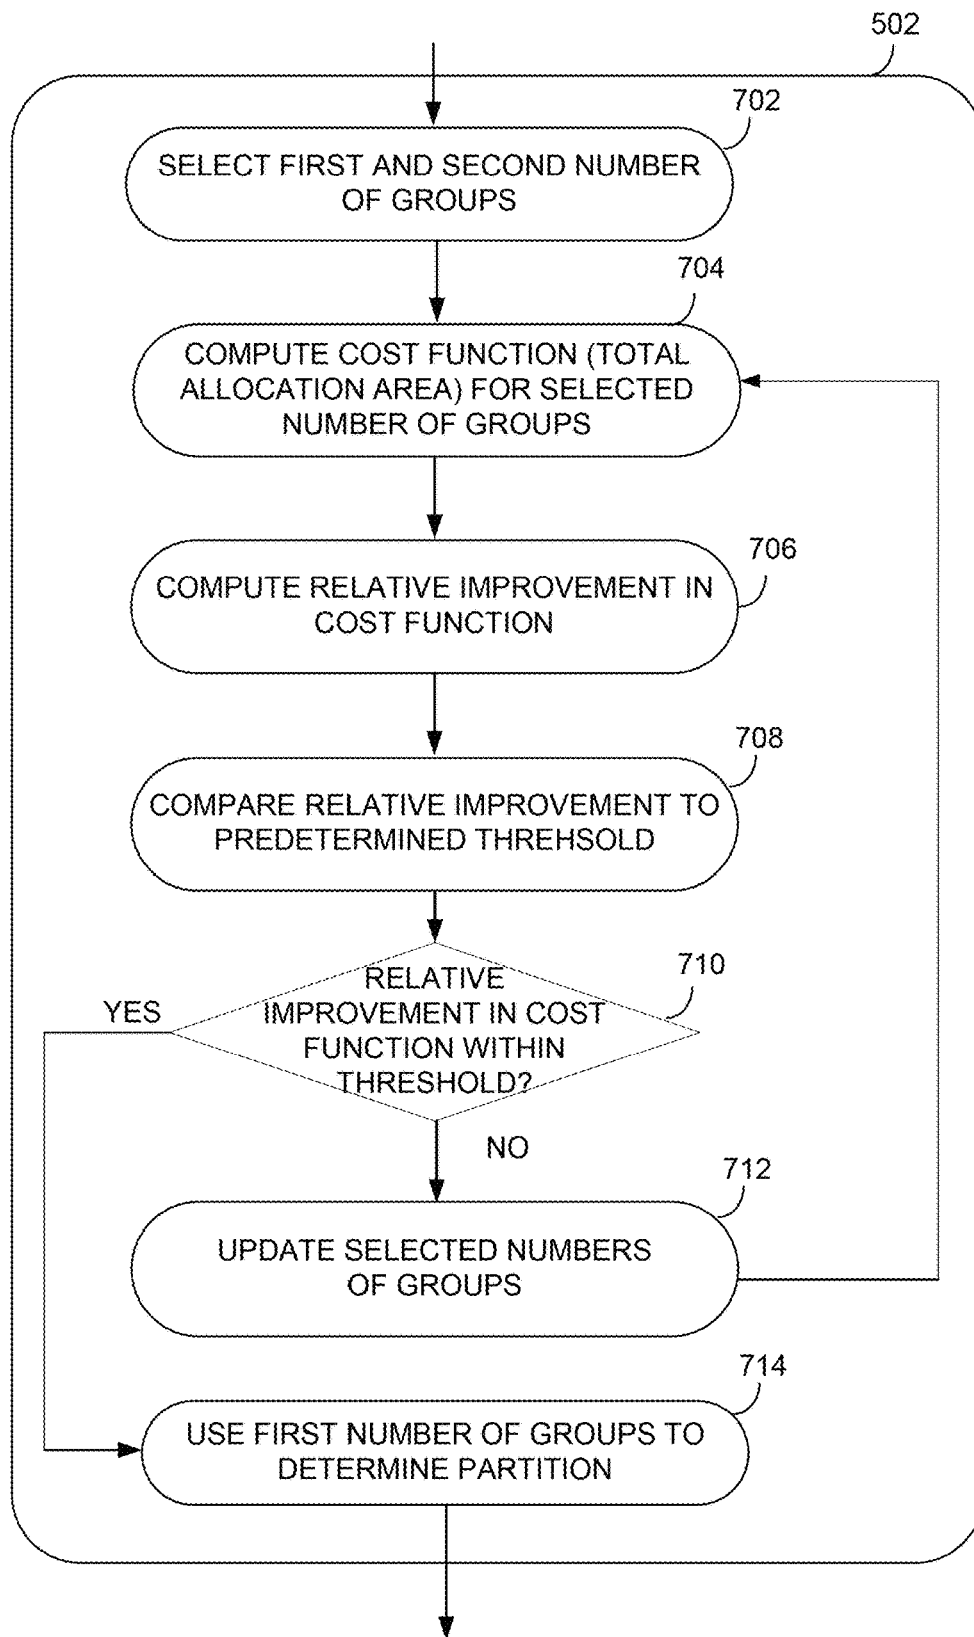 502
702
SELECT FIRST AND SECOND NUMBER
OF GROUPS
704
COMPUTE COST FUNCTION (TOTAL
ALLOCATION AREA) FOR SELECTED
NUMBER OF GROUPS
706
COMPUTE RELATIVE IMPROVEMENT IN
COST FUNCTION
708
COMPARE RELATIVE IMPROVEMENT TO
PREDETERMINED THREHSOLD
710
RELATIVE
IMPROVEMENT IN COST
FUNCTION WITHIN
THRESHOLD?
YES
NO
712
UPDATE SELECTED NUMBERS
OF GROUPS
714
USE FIRST NUMBER OF GROUPS TO
DETERMINE PARTITION